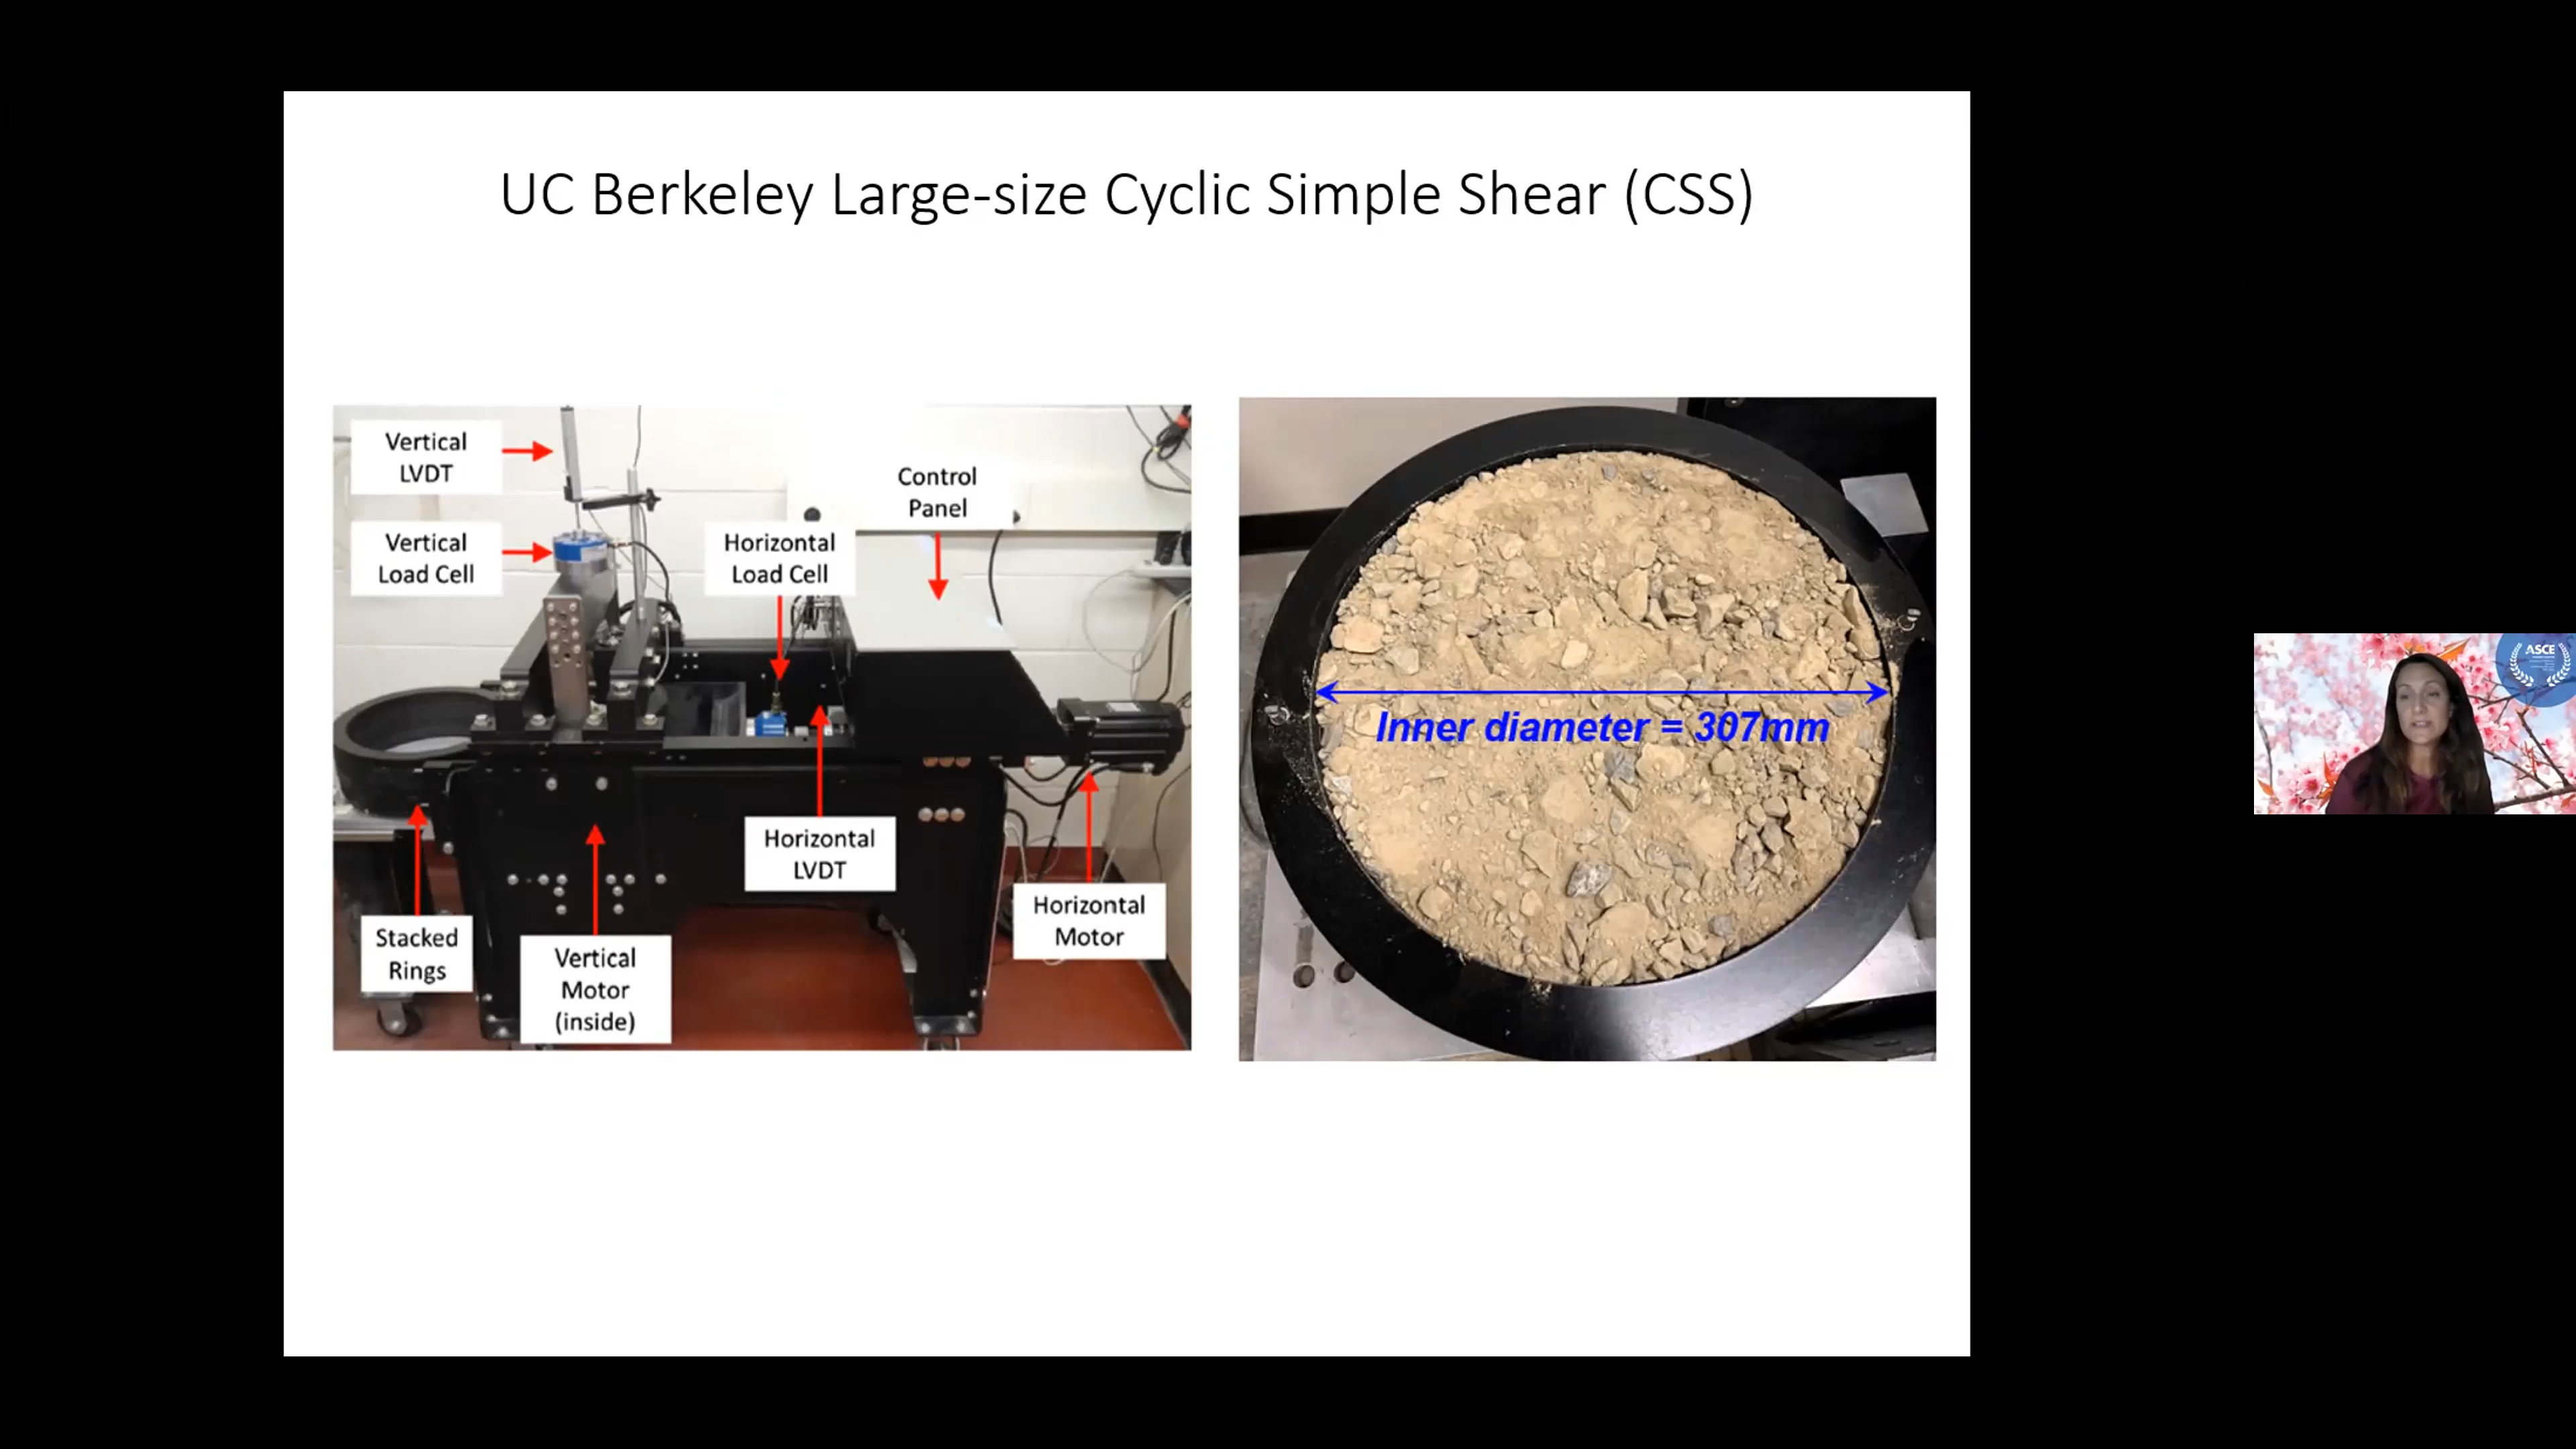 UC Berkeley Large-size Cyclic Simple Shear (CSS)
Vertical
LVDT
Vertical
Load Cell
Horizontal
Load Cell
Control
Panel
Horizontal
LVDT
Horizontal
Motor
Stacked
Rings
Vertical
Motor
(inside)
Inner diameter = 307mm
ASCE